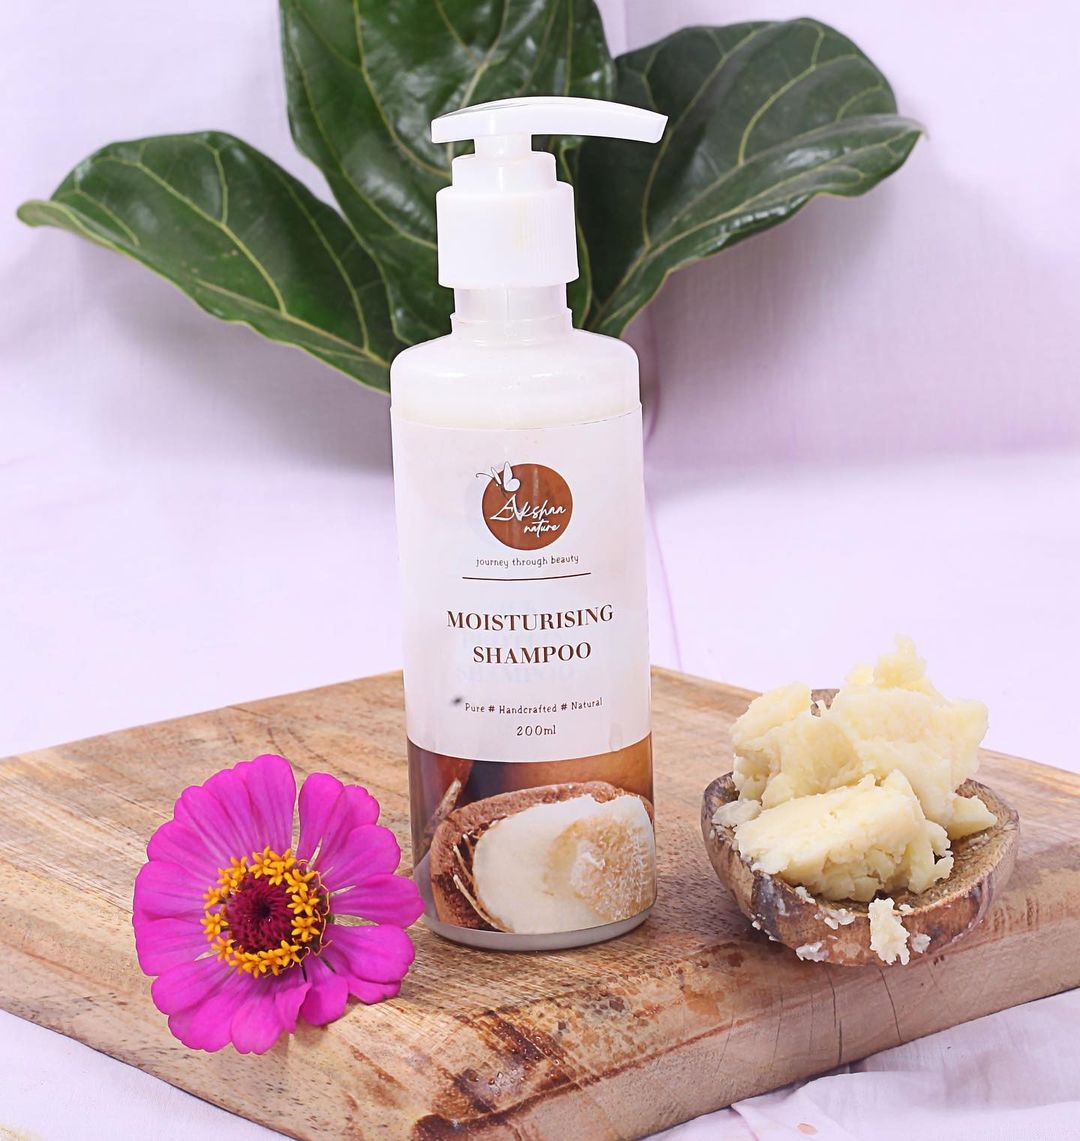 Akshaa
nature
journey through beauty
MOISTURISING
SHAMPOO
Pure # Handcrafted # Natural
200ml